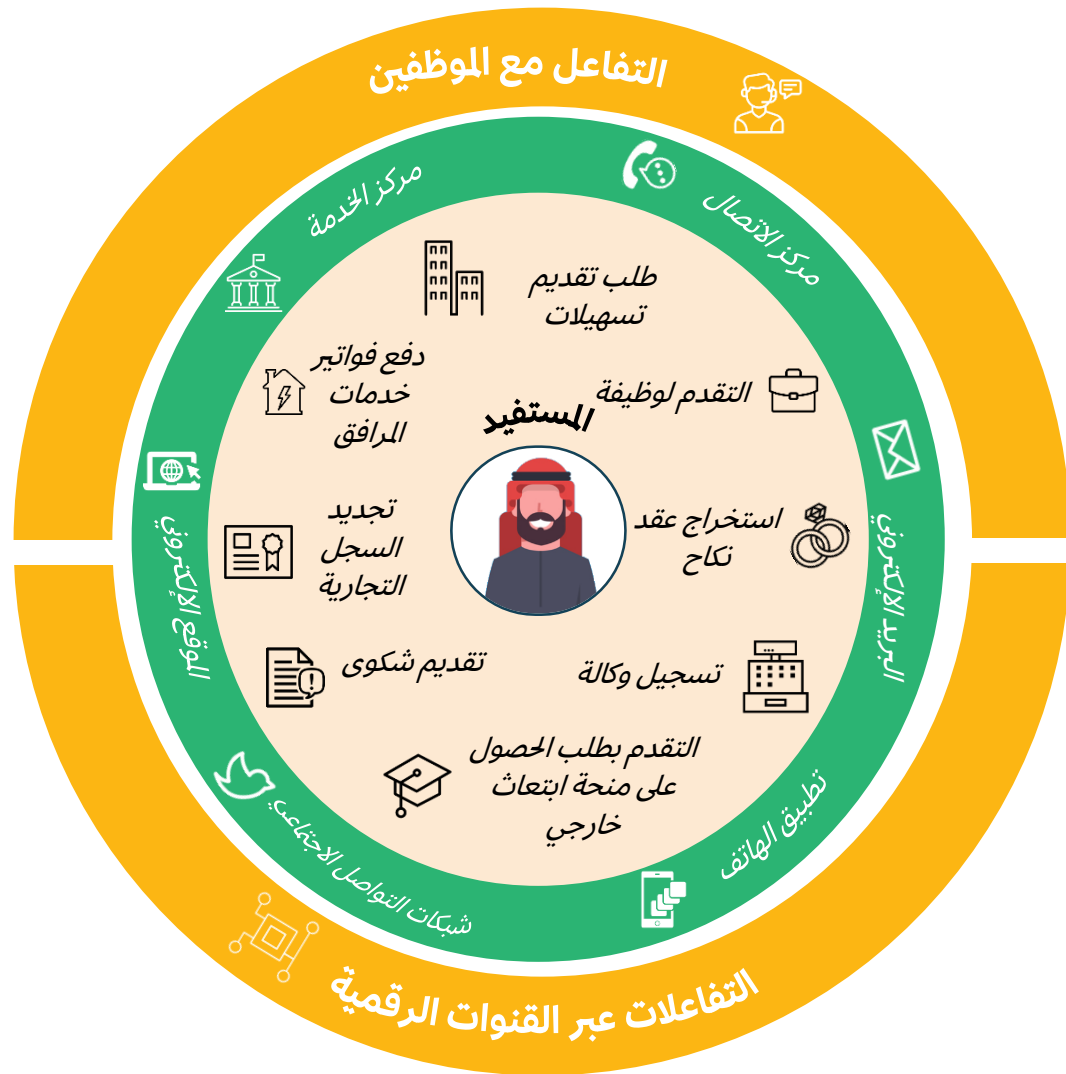 التفاعل مع الموظفين
مركز الاتصال
مركز الخدمة
البريد الإلكتروني
الموقع الإلكتروني
تطبيق الهاتف
شبكات التواصل الاجتماعي
طلب تقديم
تسهيلات
التقدم لوظيفة
دفع فواتير
خدمات
المرافق
المستفيد
استخراج عقد
نكاح
تجديد
السجل
التجارية
تسجيل وكالة
تقديم شكوى
التقدم بطلب الحصول
على منحة ابتعاث
خارجي
التفاعلات عبر القنوات الرقمية